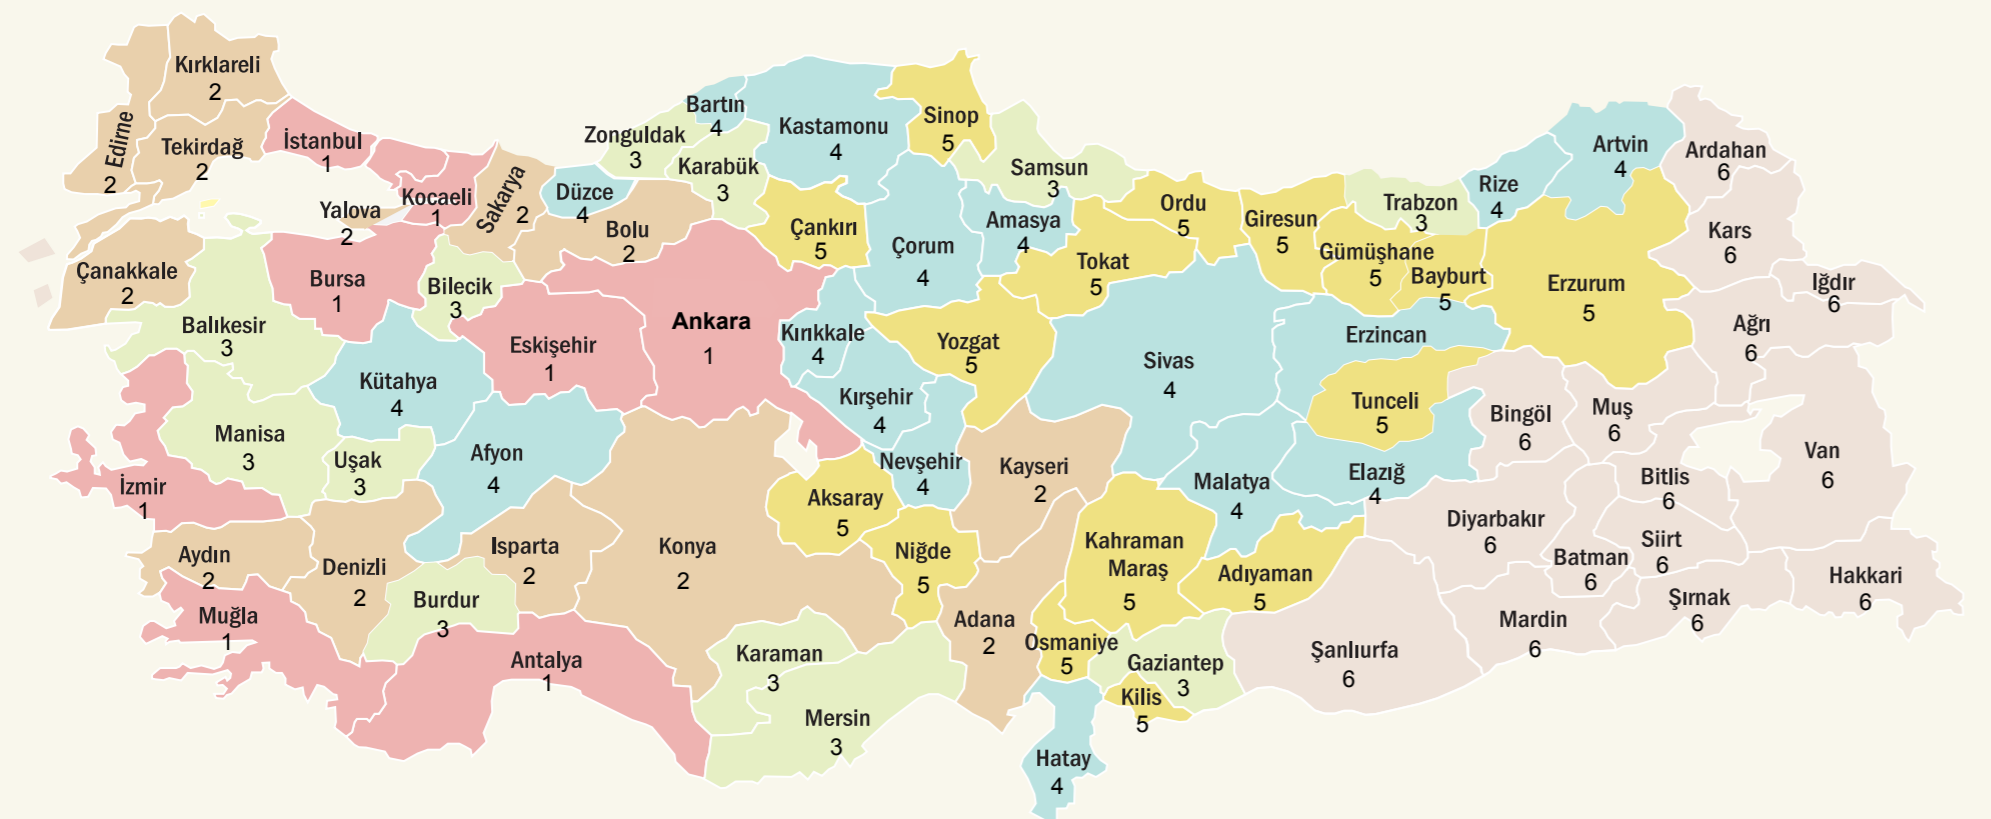 Kırklareli
2
Edirne
2
Tekirdağ
2
İstanbul
1
Kocaeli
1
Yalova
2
Sakarya
2
Düzce
4
Bolu
2
Zonguldak
3
Bartın
4
Karabük
3
Kastamonu
4
Sinop
5
Samsun
3
Çankırı
5
Çorum
4
Amasya
4
Tokat
5
Ordu
5
Giresun
5
Gümüşhane
5
Trabzon
3
Bayburt
5
Rize
4
Artvin
4
Ardahan
6
Kars
6
Iğdır
6
Ağrı
6
Erzurum
5
Erzincan
Çanakkale
2
Balıkesir
3
Bursa
1
Bilecik
3
Eskişehir
1
Ankara
1
Kırıkkale
4
Kırşehir
4
Yozgat
5
Sivas
4
Tunceli
5
Bingöl
6
Muş
6
Bitlis
6
Van
6
Kütahya
4
Manisa
3
Uşak
3
Afyon
4
İzmir
1
Aydın
2
Denizli
2
Muğla
1
Burdur
3
Isparta
2
Antalya
1
Konya
2
Aksaray
5
Nevşehir
4
Niğde
5
Kayseri
2
Karaman
3
Mersin
3
Adana
2
Osmaniye
5
Hatay
4
Kahraman
Maraş
5
Malatya
4
Elazığ
4
Adıyaman
5
Gaziantep
3
Kilis
5
Şanlıurfa
6
Diyarbakır
6
Batman
6
Siirt
6
Mardin
6
Şırnak
6
Hakkari
6